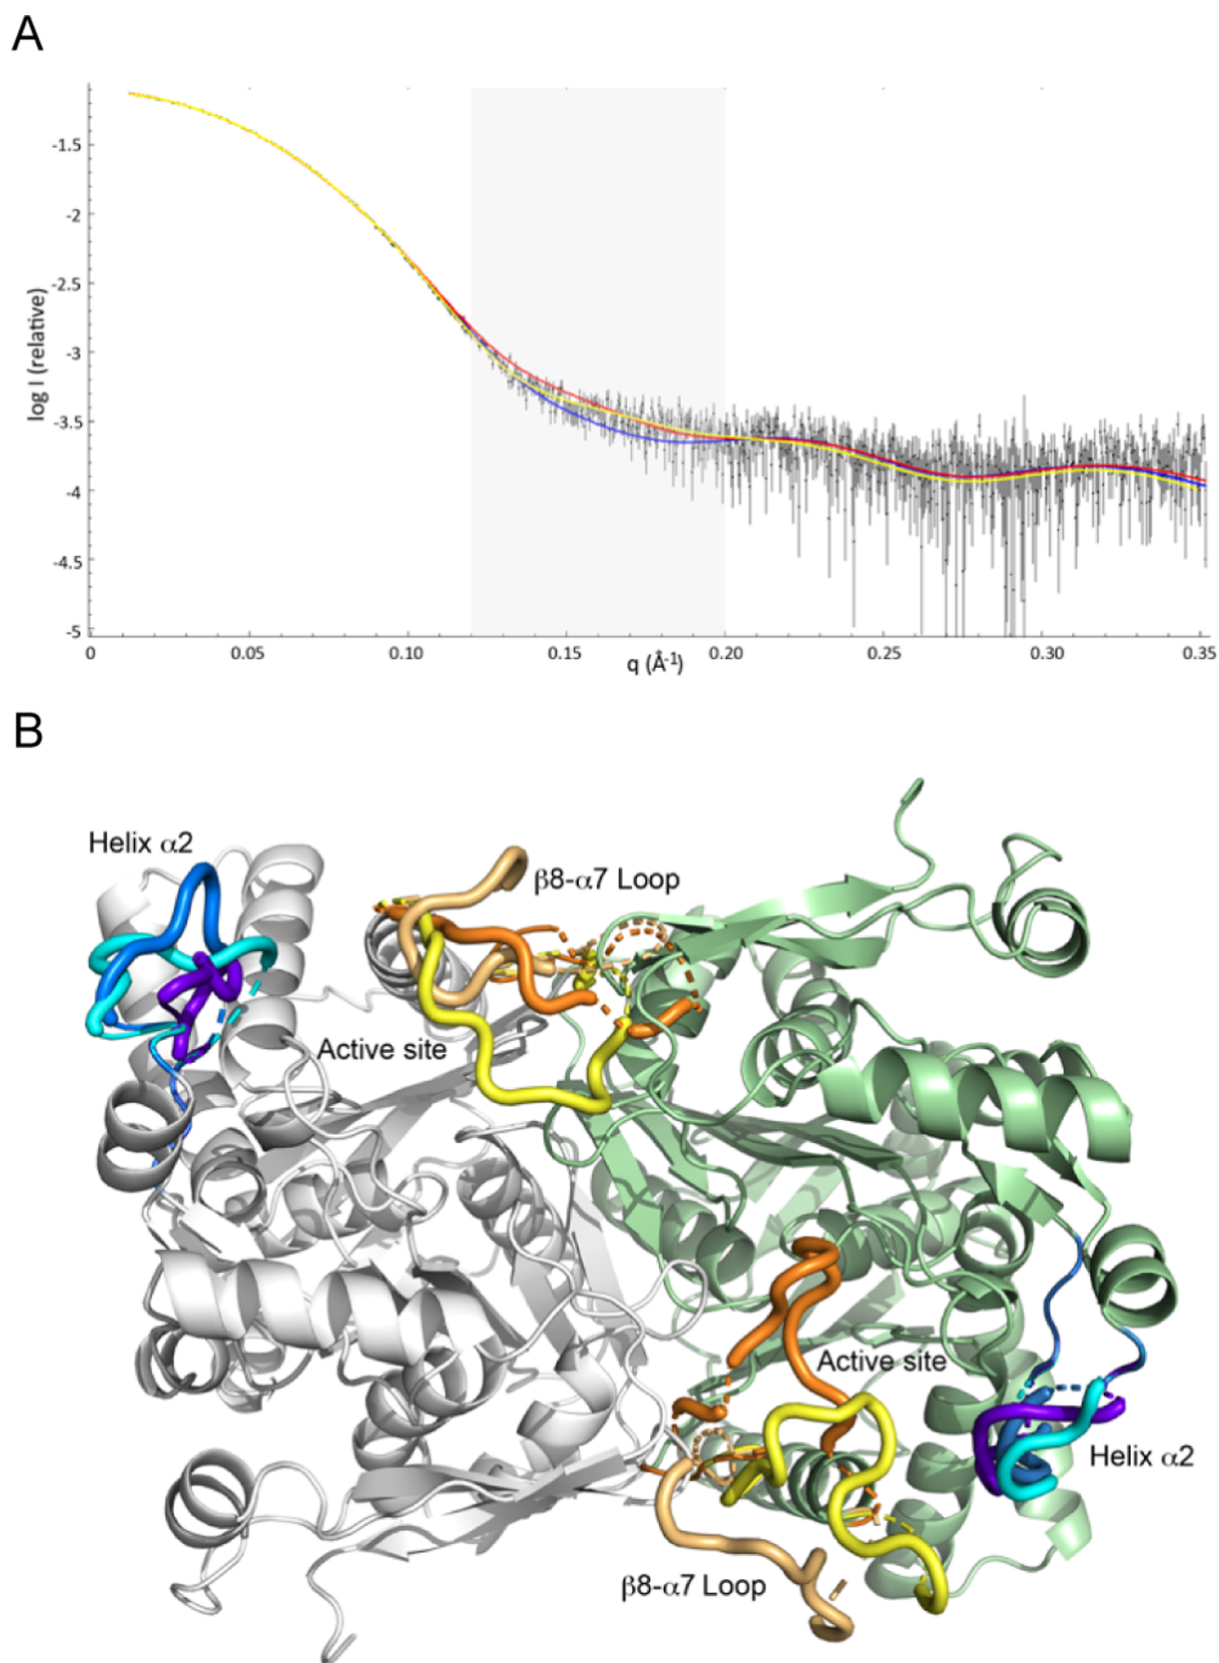 A
log I (relative)
-1.5
-2
-2.5
-3
-3.5
-4
-4.5
-5
0 0.05 0.10 0.15 0.20 0.25 0.30 0.35
q (Å⁻¹)
B
Helix α2
β8-α7 Loop
Active site
Active site
Helix α2
β8-α7 Loop